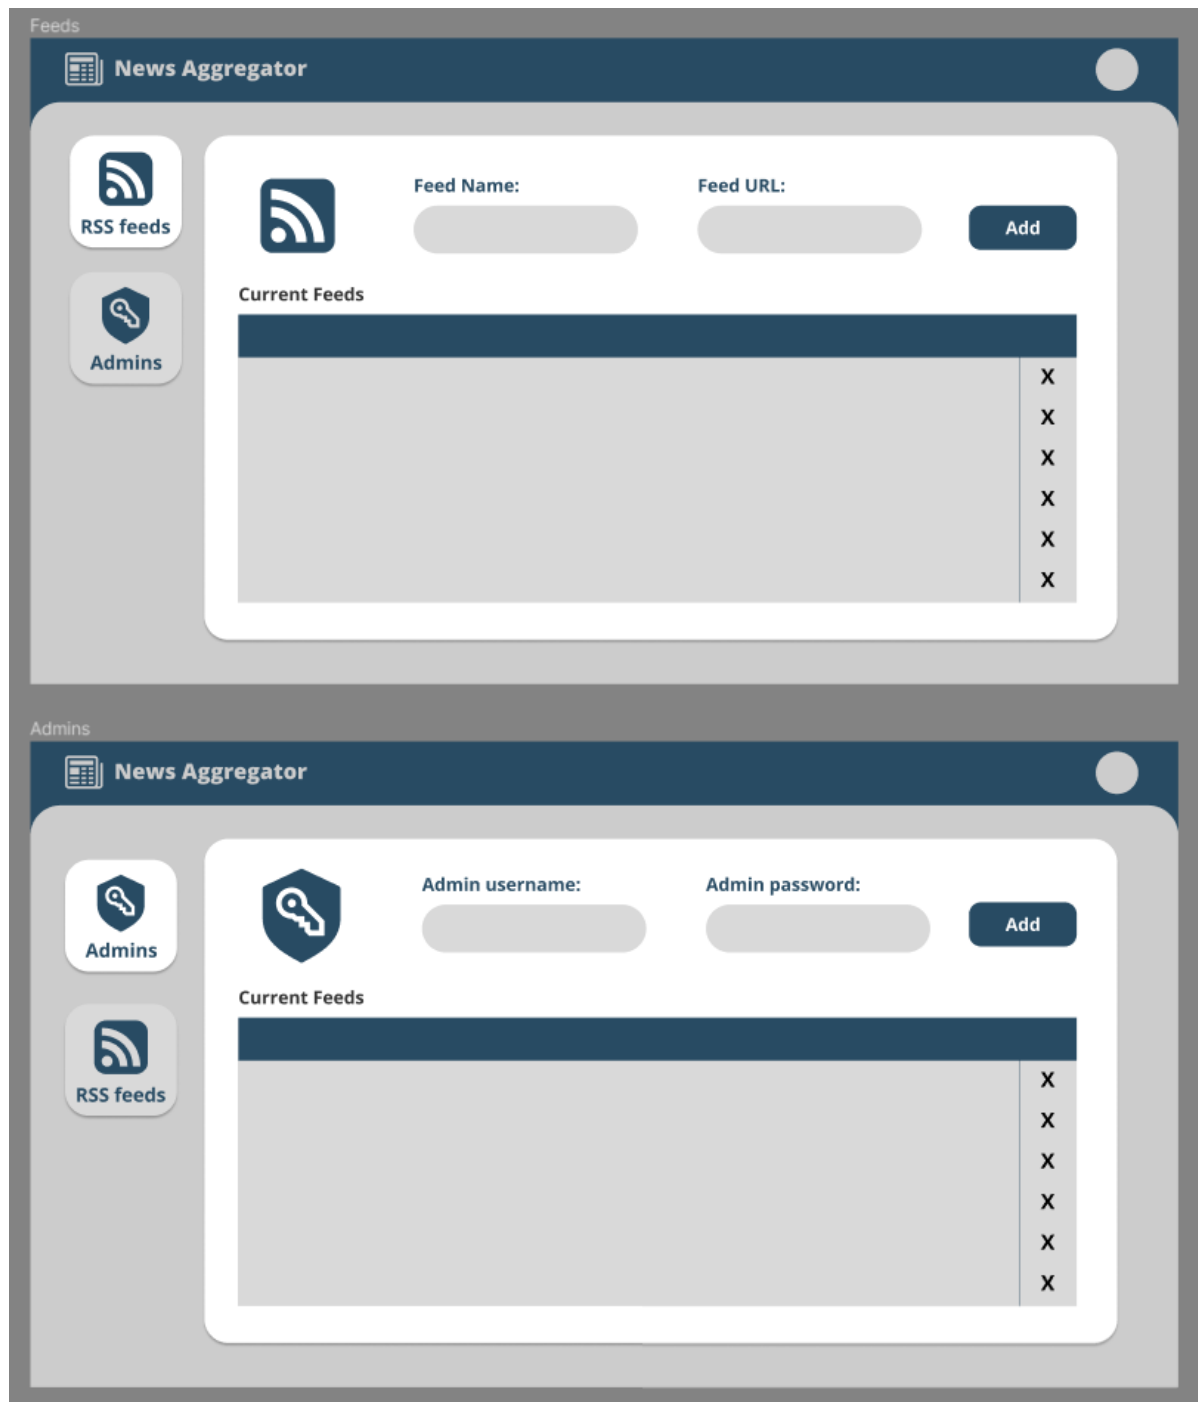 Feeds
News Aggregator
RSS feeds
Admins
Feed Name:
Feed URL:
Add
Current Feeds
X
X
X
X
X
X
Admins
News Aggregator
Admins
RSS feeds
Admin username:
Admin password:
Add
Current Feeds
X
X
X
X
X
X